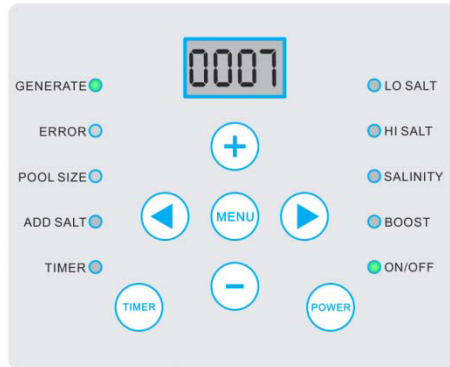 0007
GENERATE
LO SALT
ERROR
HI SALT
+
POOL SIZE
SALINITY
MENU
ADD SALT
BOOST
TIMER
ON/OFF
−
TIMER
POWER